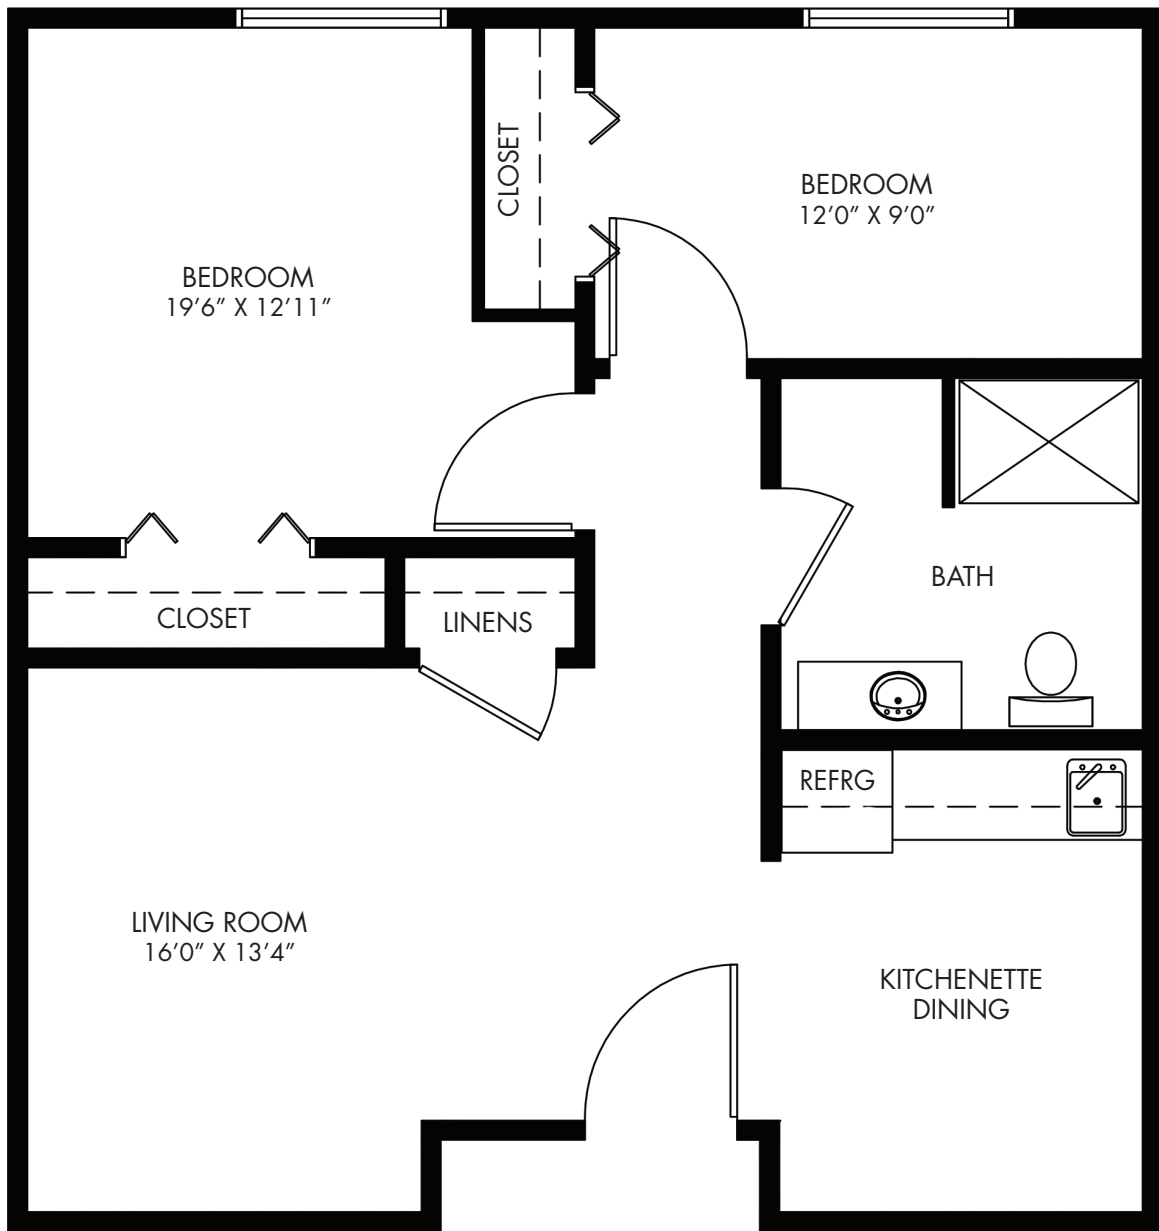 CLOSET
BEDROOM
12’0” X 9’0”
BEDROOM
19’6” X 12’11”
BATH
CLOSET
LINENS
REFRG
LIVING ROOM
16’0” X 13’4”
KITCHENETTE
DINING